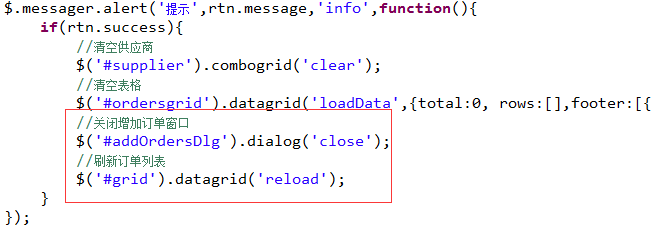 $.messager.alert('提示',rtn.message,'info',function(){
if(rtn.success){
//清空供应商
$('#supplier').combogrid('clear');
//清空表格
$('#ordersgrid').datagrid('loadData',{total:0, rows:[],footer:[{
//关闭增加订单窗口
$('#addOrdersDlg').dialog('close');
//刷新订单列表
$('#grid').datagrid('reload');
}
});